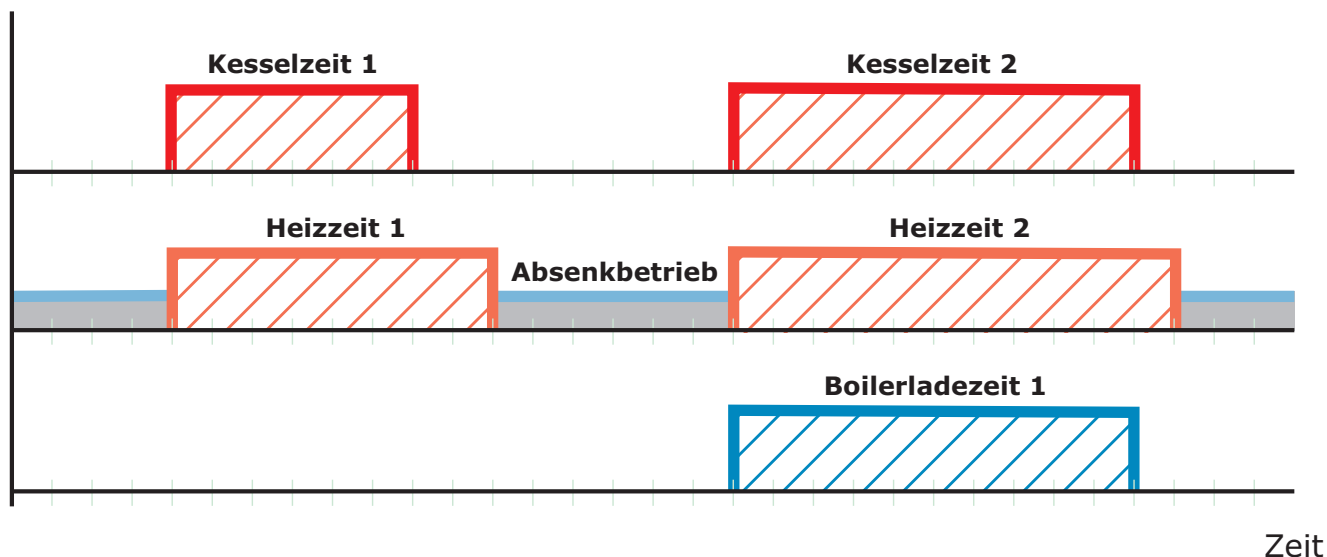 Kesselzeit 1
Kesselzeit 2
Heizzeit 1
Heizzeit 2
Absenkbetrieb
Boilerladezeit 1
Zeit